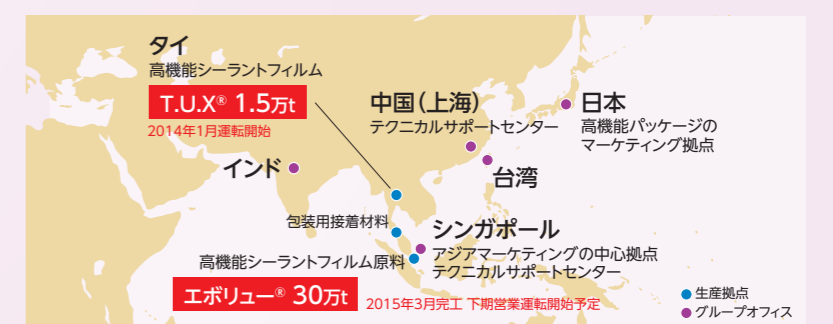 タイ
高機能シーラントフィルム
T.U.X® 1.5万t
2014年1月運転開始
中国（上海）
テクニカルサポートセンター
日本
高機能パッケージの
マーケティング拠点
インド
台湾
包装用接着材料
シンガポール
アジアマーケティングの中心拠点
テクニカルサポートセンター
高機能シーラントフィルム原料
エボリュー® 30万t
2015年3月完工 下期営業運転開始予定
生産拠点
グループオフィス